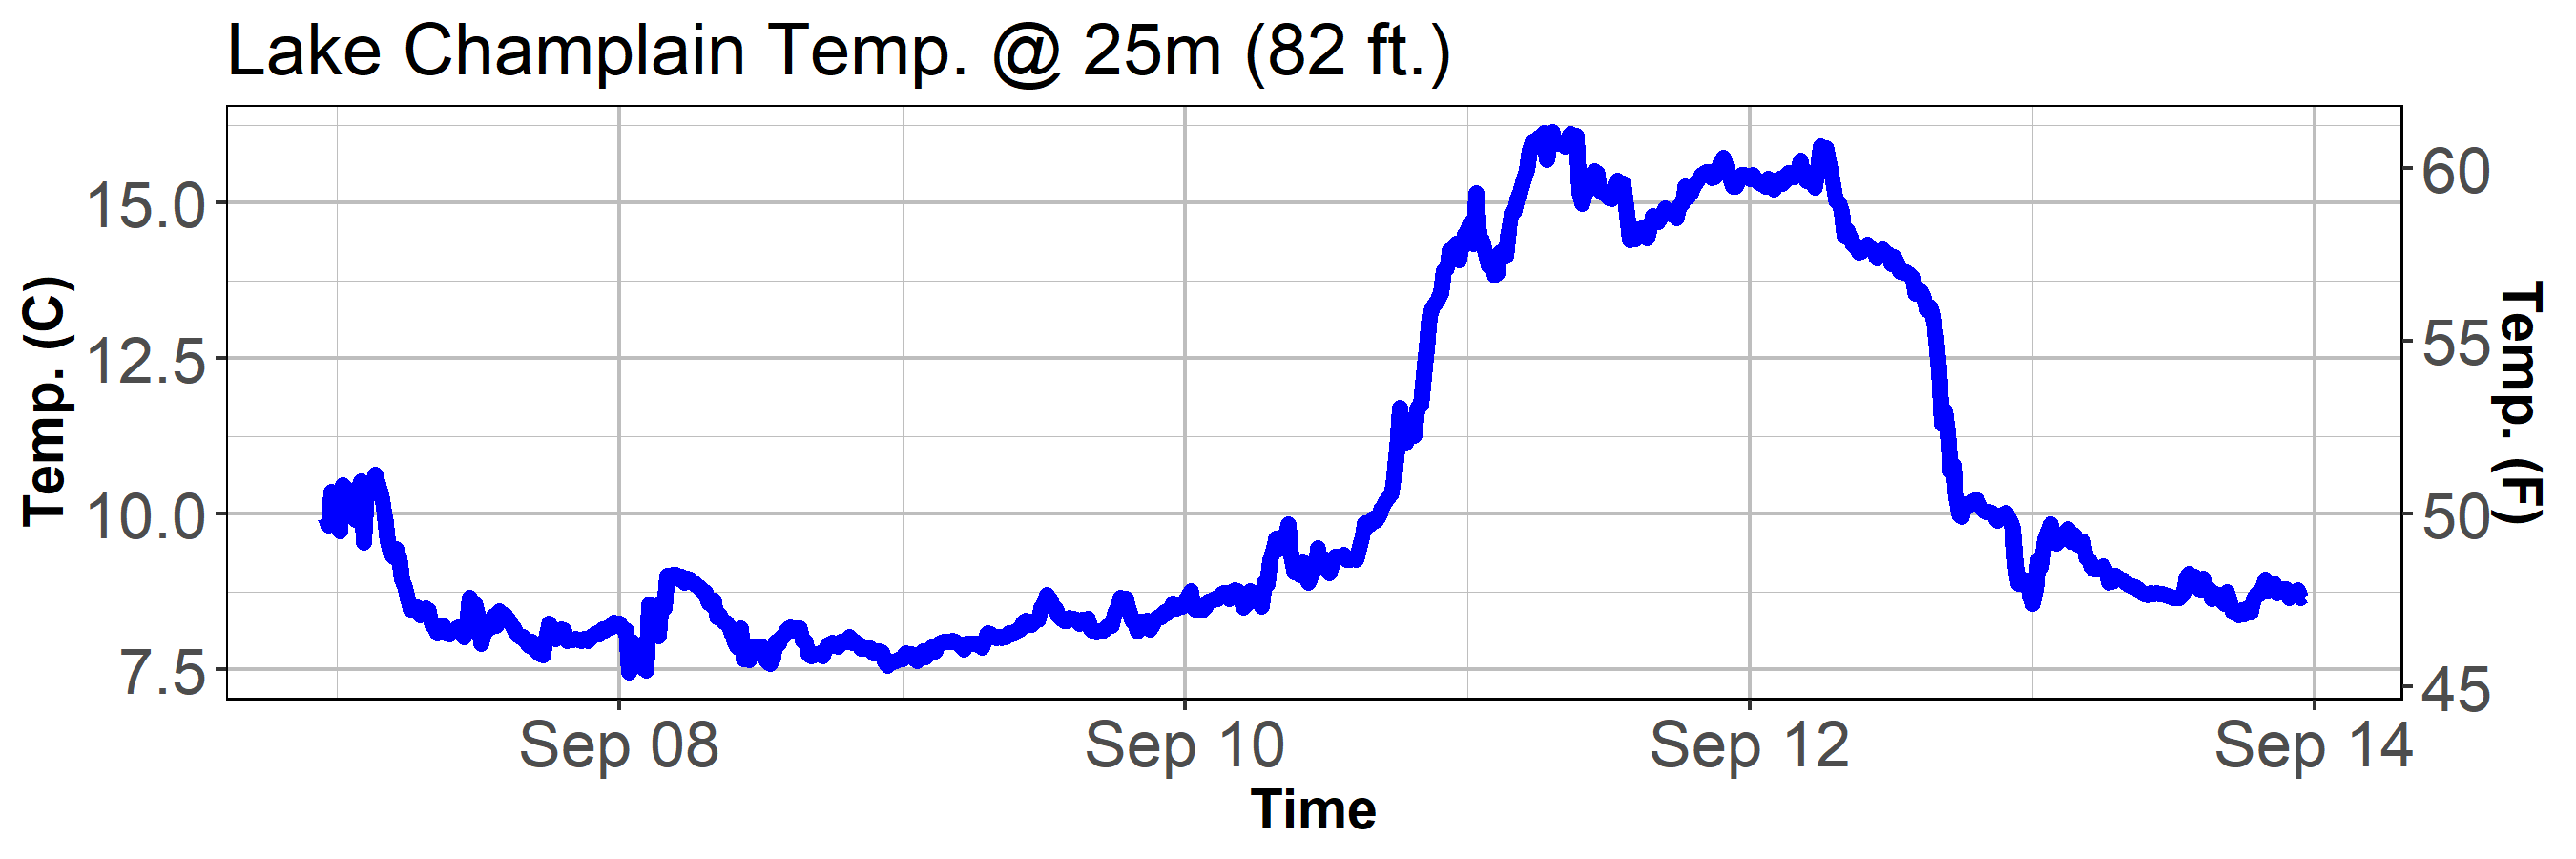 Lake Champlain Temp. @ 25m (82 ft.)
Temp. (C)
15.0
12.5
10.0
7.5
60
55
50
45
Temp. (F)
Sep 08
Sep 10
Sep 12
Sep 14
Time